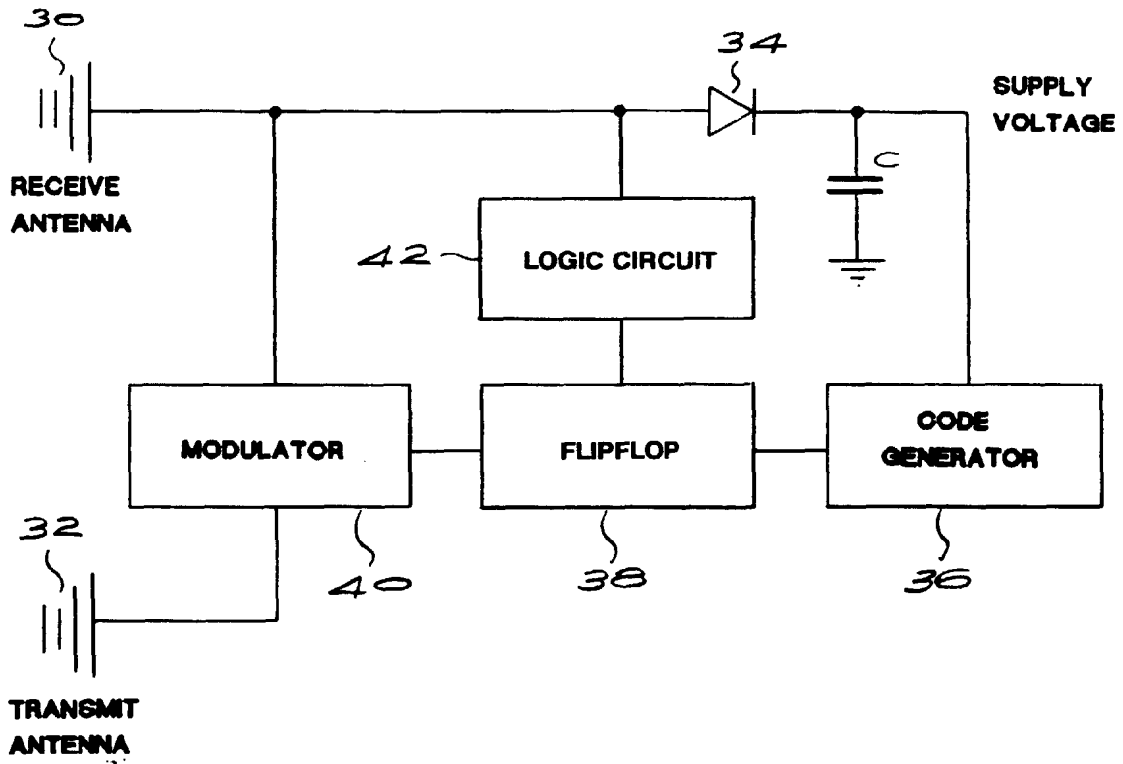 30
34
SUPPLY
VOLTAGE
C
RECEIVE
ANTENNA
42
LOGIC CIRCUIT
MODULATOR
FLIPFLOP
CODE
GENERATOR
32
40
38
36
TRANSMIT
ANTENNA